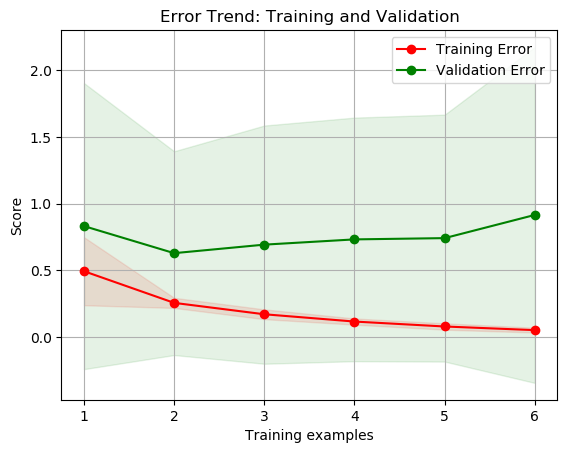 Error Trend: Training and Validation
Training Error
Validation Error
2.0
1.5
1.0
0.5
0.0
Score
1 2 3 4 5 6
Training examples